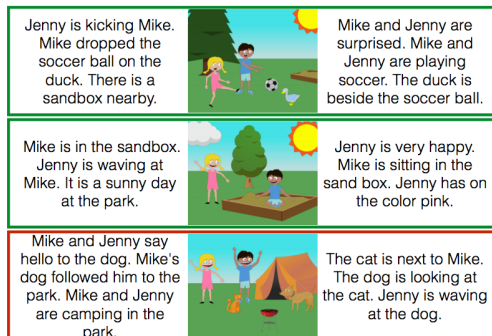 Jenny is kicking Mike.
Mike dropped the
soccer ball on the
duck. There is a
sandbox nearby.
Mike and Jenny are
surprised. Mike and
Jenny are playing
soccer. The duck is
beside the soccer ball.
Mike is in the sandbox.
Jenny is waving at
Mike. It is a sunny day
at the park.
Jenny is very happy.
Mike is sitting in the
sand box. Jenny has on
the color pink.
Mike and Jenny say
hello to the dog. Mike's
dog followed him to the
park. Mike and Jenny
are camping in the
park.
The cat is next to Mike.
The dog is looking at
the cat. Jenny is waving
at the dog.